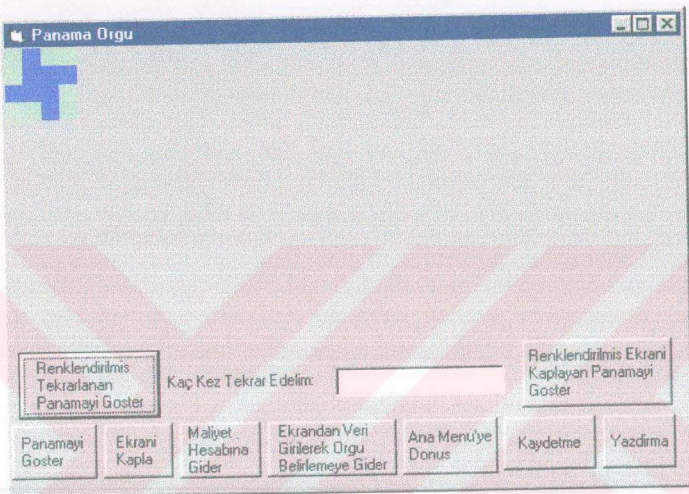 Panama Orgu
Renklendirilmis
Tekrarlanan
Panamayi Goster
Kaç Kez Tekrar Edelim:
Renklendirilmis Ekrani
Kaplayan Panamayi
Goster
Panamayi
Goster
Ekrani
Kapla
Maliyet
Hesabina
Gider
Ekrandan Veri
Girilerek Orgu
Belirlemeye Gider
Ana Menu'ye
Donus
Kaydetme
Yazdirma